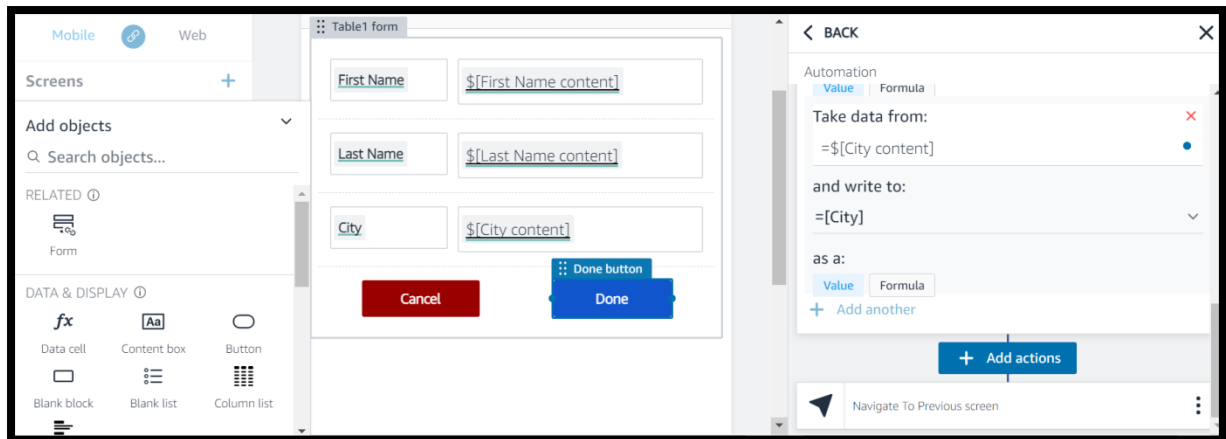 Mobile
Web
Screens
Add objects
Search objects...
RELATED
Form
DATA & DISPLAY
fx
Aa
Data cell
Content box
Button
Blank block
Blank list
Column list
Table1 form
First Name
$[First Name content]
Last Name
$[Last Name content]
City
$[City content]
Done button
Cancel
Done
BACK
Automation
Value
Formula
Take data from:
=$[City content]
and write to:
=[City]
as a:
Value
Formula
+ Add another
+ Add actions
Navigate To Previous screen